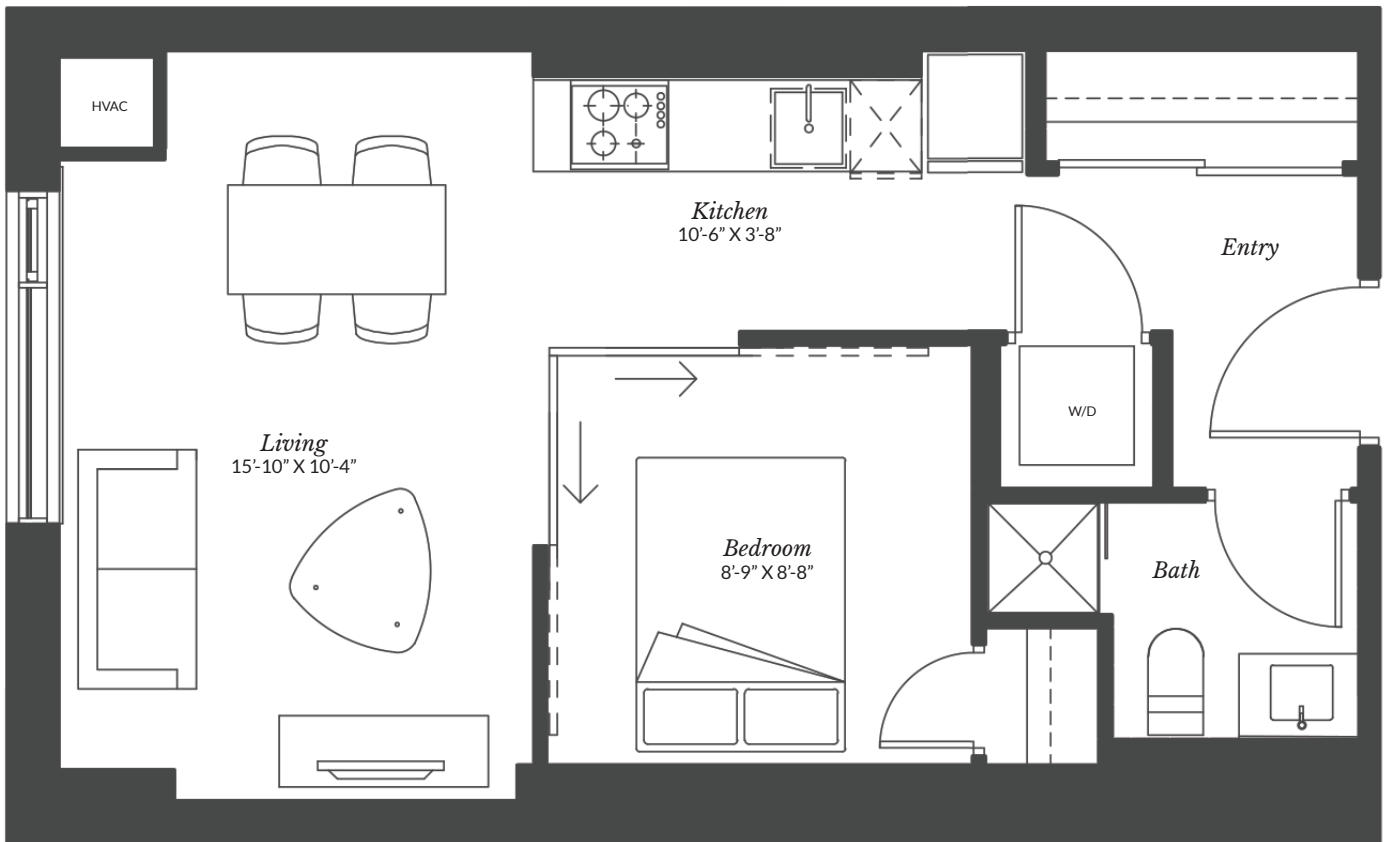 HVAC
Kitchen
10’-6” X 3’-8”
Entry
W/D
Living
15’-10” X 10’-4”
Bedroom
8’-9” X 8’-8”
Bath